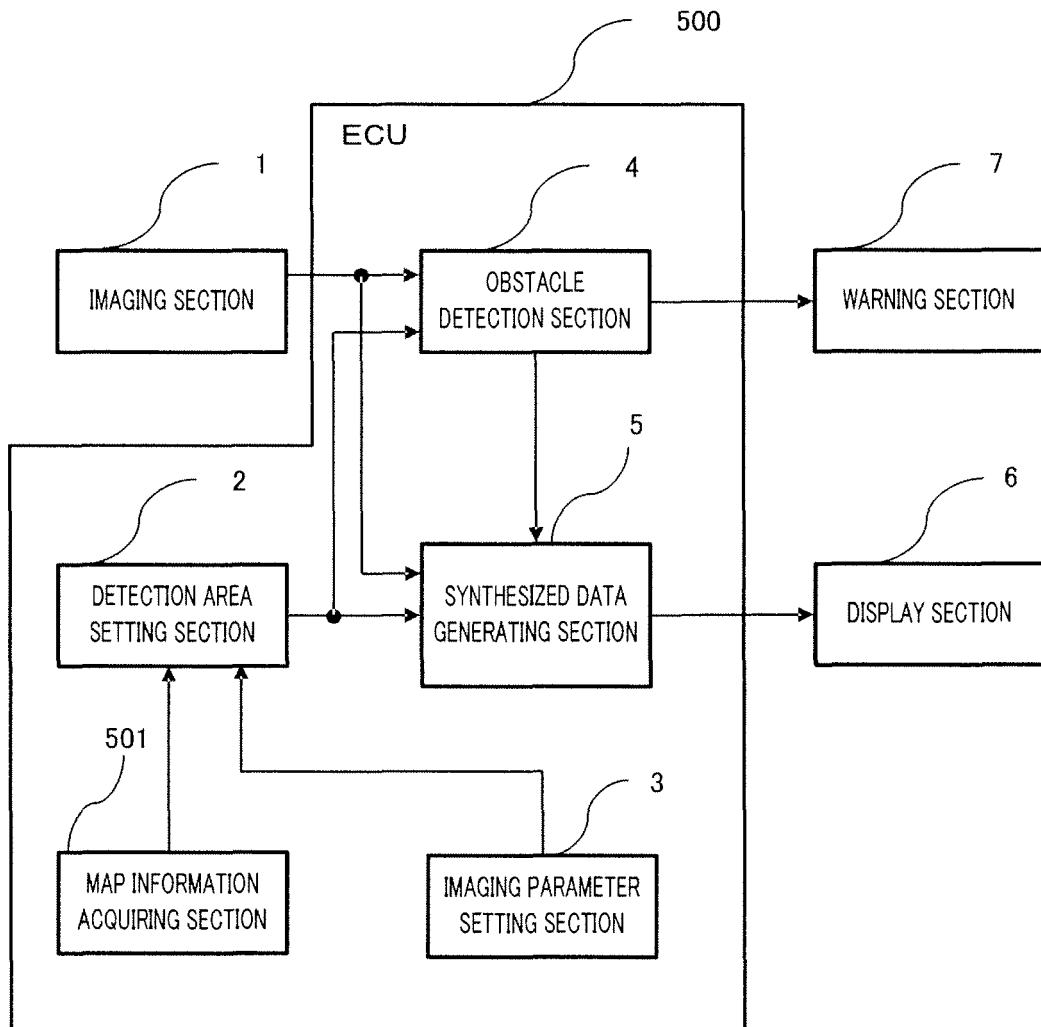 500
ECU
1
4
7
IMAGING SECTION
OBSTACLE
DETECTION SECTION
WARNING SECTION
2
5
6
DETECTION AREA
SETTING SECTION
SYNTHESIZED DATA
GENERATING SECTION
DISPLAY SECTION
501
3
MAP INFORMATION
ACQUIRING SECTION
IMAGING PARAMETER
SETTING SECTION